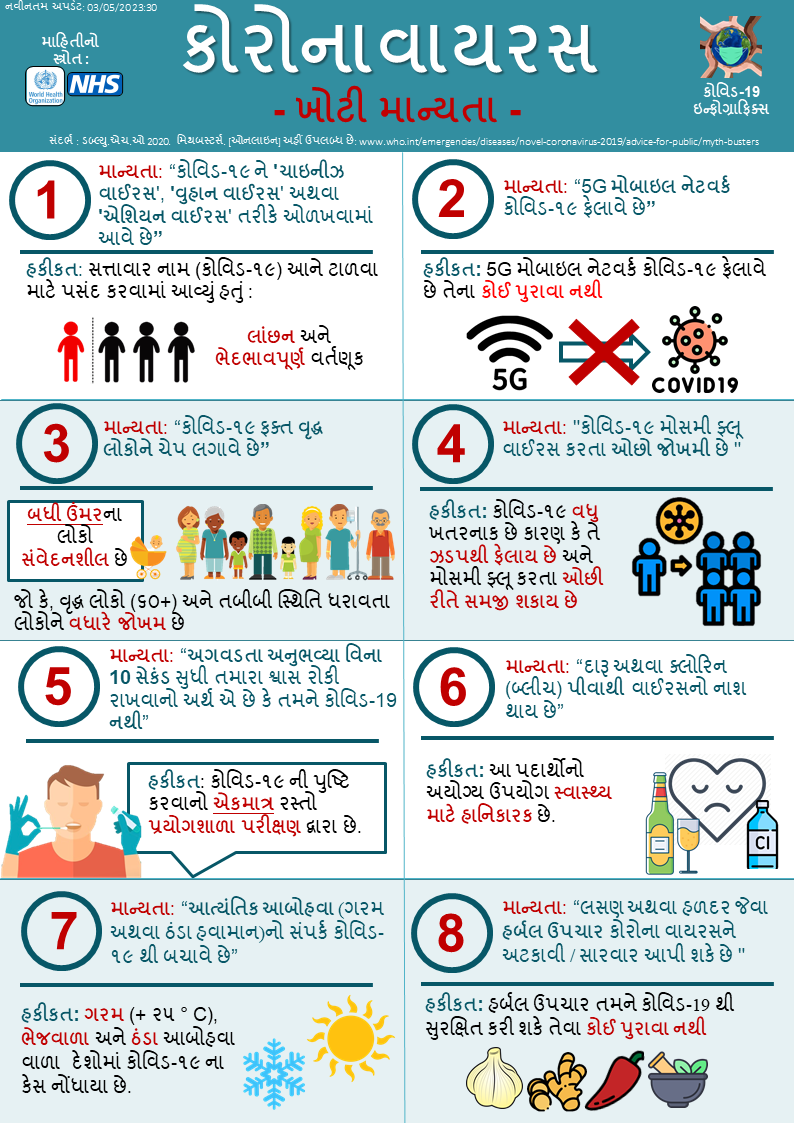 નવીનતમ અપડેટ: 03/05/2023:30
માહિતીનો
સ્રોત :
World Health
Organization
NHS
કોરોનાવાયરસ
- ખોટી માન્યતા -
કોવિડ-19
ઇન્ફોગ્રાફિક્સ
સંદર્ભ : ડબ્લ્યુ.એચ.ઓ 2020. મિથબસ્ટર્સ. [ઓનલાઇન] અહીં ઉપલબ્ધ છે: www.who.int/emergencies/diseases/novel-coronavirus-2019/advice-for-public/myth-busters
1
માન્યતા: “કોવિડ-૧૯ ને 'ચાઇનીઝ
વાઈરસ', 'વુહાન વાઈરસ' અથવા
'એશિયન વાઈરસ' તરીકે ઓળખવામાં
આવે છે”
હકીકત: સત્તાવાર નામ (કોવિડ-૧૯) આને ટાળવા
માટે પસંદ કરવામાં આવ્યું હતું :
લાંછન અને
ભેદભાવપૂર્ણ વર્તણૂક
2
માન્યતા: “5G મોબાઇલ નેટવર્ક
કોવિડ-૧૯ ફેલાવે છે”
હકીકત: 5G મોબાઇલ નેટવર્ક કોવિડ-૧૯ ફેલાવે
છે તેના કોઈ પુરાવા નથી
5G
COVID19
3
માન્યતા: “કોવિડ-૧૯ ફક્ત વૃદ્ધ
લોકોને ચેપ લગાવે છે”
બધી ઉંમરના
લોકો
સંવેદનશીલ છે
જો કે, વૃદ્ધ લોકો (૬૦+) અને તબીબી સ્થિતિ ધરાવતા
લોકોને વધારે જોખમ છે
4
માન્યતા: "કોવિડ-૧૯ મોસમી ફ્લૂ
વાઈરસ કરતા ઓછો જોખમી છે "
હકીકત: કોવિડ-૧૯ વધુ
ખતરનાક છે કારણ કે તે
ઝડપથી ફેલાય છે અને
મોસમી ફ્લૂ કરતા ઓછી
રીતે સમજી શકાય છે
5
માન્યતા: “અગવડતા અનુભવ્યા વિના
10 સેકંડ સુધી તમારા શ્વાસ રોકી
રાખવાનો અર્થ એ છે કે તમને કોવિડ-19
નથી”
હકીકત: કોવિડ-૧૯ ની પુષ્ટિ
કરવાનો એકમાત્ર રસ્તો
પ્રયોગશાળા પરીક્ષણ દ્વારા છે.
6
માન્યતા: “દારૂ અથવા ક્લોરિન
(બ્લીચ) પીવાથી વાઈરસનો નાશ
થાય છે”
હકીકત: આ પદાર્થોનો
અયોગ્ય ઉપયોગ સ્વાસ્થ્ય
માટે હાનિકારક છે.
Cl
7
માન્યતા: “આત્યંતિક આબોહવા (ગરમ
અથવા ઠંડા હવામાન)નો સંપર્ક કોવિડ-
૧૯ થી બચાવે છે”
હકીકત: ગરમ (+ ૨૫ ° C),
ભેજવાળા અને ઠંડા આબોહવા
વાળા દેશોમાં કોવિડ-૧૯ ના
કેસ નોંધાયા છે.
8
માન્યતા: “લસણ અથવા હળદર જેવા
હર્બલ ઉપચાર કોરોના વાયરસને
અટકાવી / સારવાર આપી શકે છે "
હકીકત: હર્બલ ઉપચાર તમને કોવિડ-19 થી
સુરક્ષિત કરી શકે તેવા કોઈ પુરાવા નથી